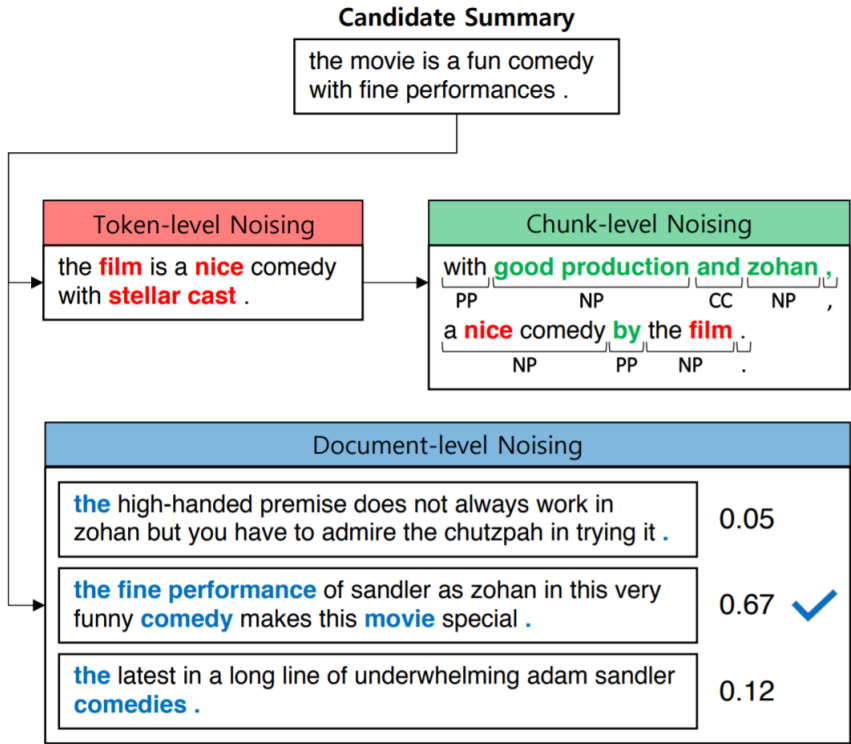 Candidate Summary
the movie is a fun comedy
with fine performances .
Token-level Noising
the film is a nice comedy
with stellar cast .
Chunk-level Noising
with good production and zohan ,
PP NP CC NP ,
a nice comedy by the film .
NP PP NP .
Document-level Noising
the high-handed premise does not always work in
zohan but you have to admire the chutzpah in trying it .
0.05
the fine performance of sandler as zohan in this very
funny comedy makes this movie special .
0.67
the latest in a long line of underwhelming adam sandler
comedies .
0.12